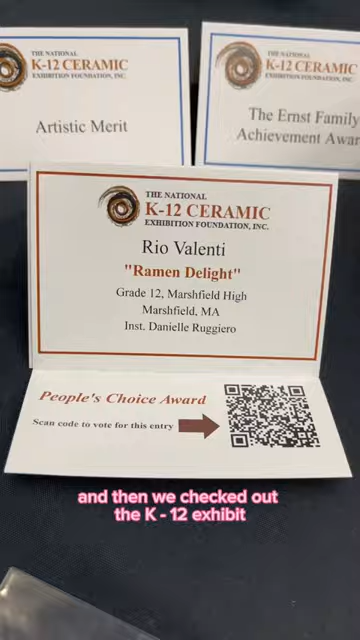 THE NATIONAL
K-12 CERAMIC
EXHIBITION FOUNDATION, INC.
Artistic Merit
THE NATIONAL
K-12 CERAMIC
EXHIBITION FOUNDATION, INC.
The Ernst Family
Achievement Awar
THE NATIONAL
K-12 CERAMIC
EXHIBITION FOUNDATION, INC.
Rio Valenti
"Ramen Delight"
Grade 12, Marshfield High
Marshfield, MA
Inst. Danielle Ruggiero
People's Choice Award
Scan code to vote for this entry
and then we checked out
the K - 12 exhibit